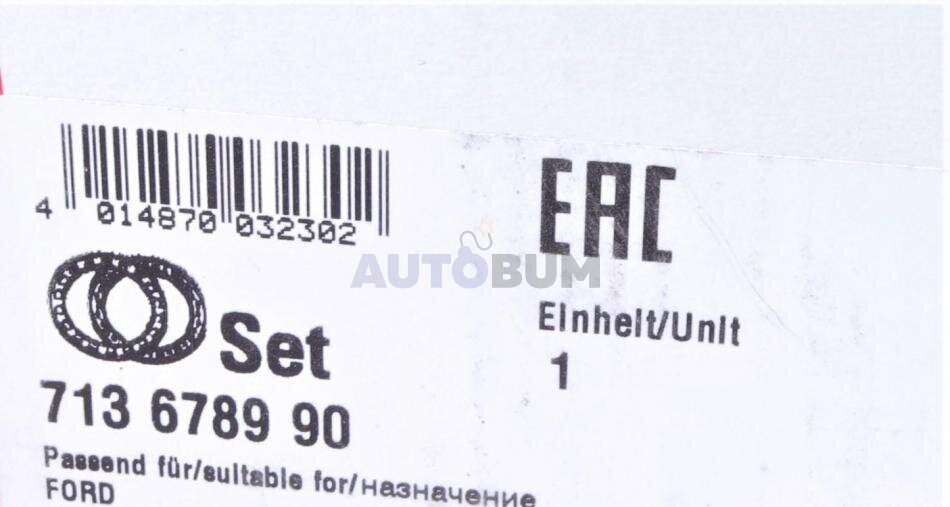 4 014870 032302
EAC
AUTOBUM
Set
Einheit/Unit
1
713 6789 90
Passend für/suitable for/назначение
FORD